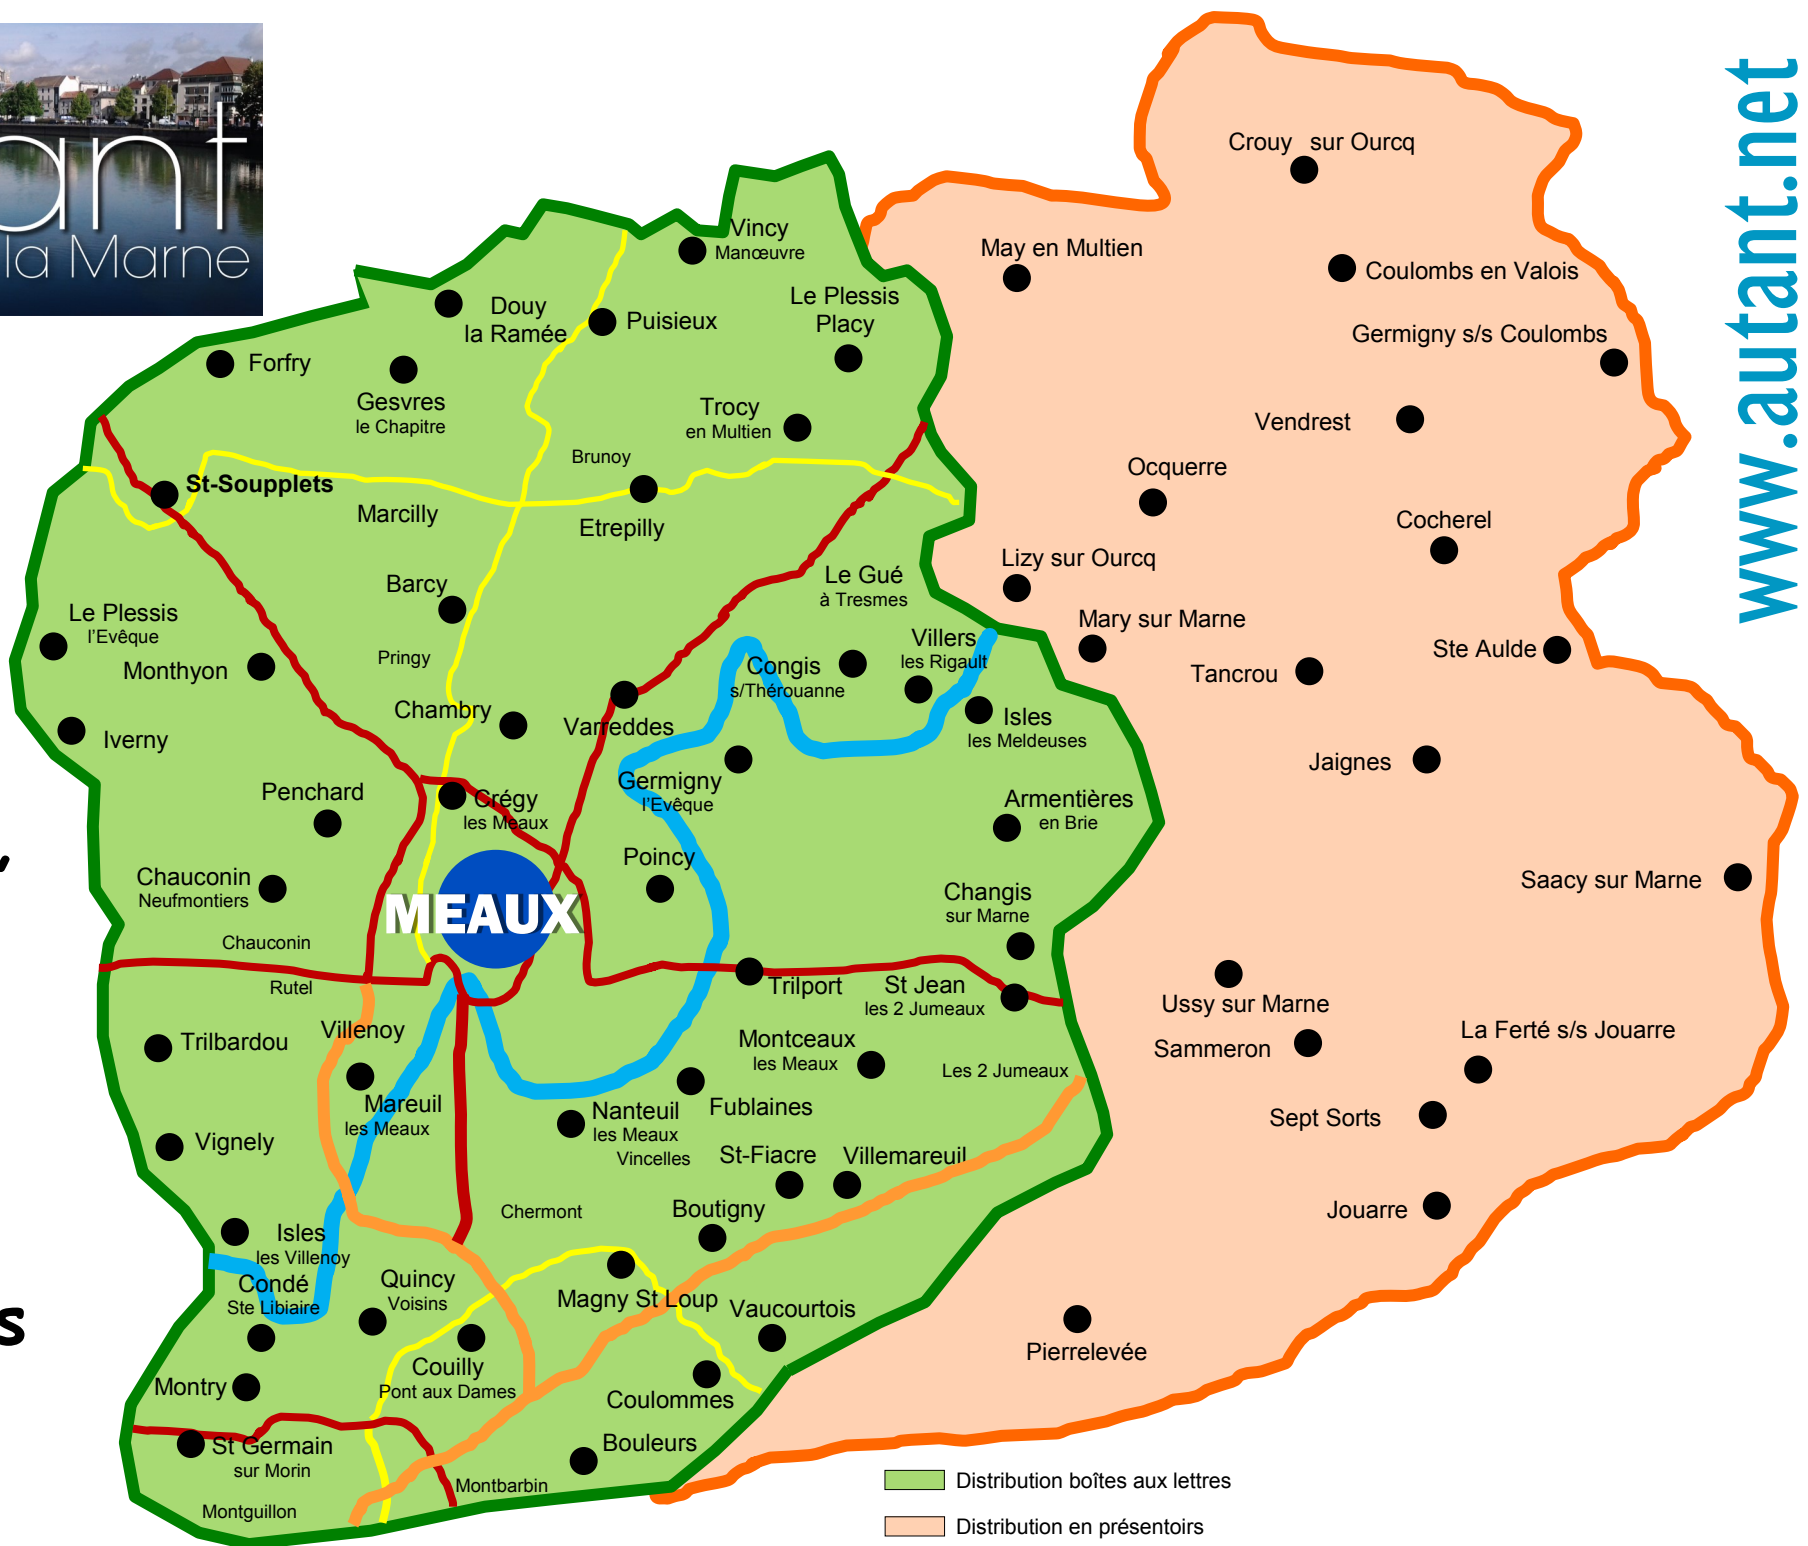 ant
la Marne
www.autant.net
Crouy sur Ourcq
May en Multien
Coulombs en Valois
Germigny s/s Coulombs
Vendrest
Ocquerre
Cocherel
Lizy sur Ourcq
Mary sur Marne
Tancrou
Ste Aulde
Jaignes
Saacy sur Marne
Ussy sur Marne
Sammeron
La Ferté s/s Jouarre
Sept Sorts
Jouarre
Pierrelevée
Vincy
Manœuvre
Le Plessis
Placy
Douy
la Ramée
Puisieux
Forfry
Gesvres
le Chapitre
Trocy
en Multien
Brunoy
St-Soupplets
Marcilly
Etrepilly
Barcy
Le Gué
à Tresmes
Le Plessis
l'Evêque
Monthyon
Pringy
Villers
les Rigault
Congis
s/Thérouanne
Chambry
Varreddes
Isles
les Meldeuses
Iverny
Germigny
l'Evêque
Penchard
Crégy
les Meaux
Armentières
en Brie
Poincy
Chauconin
Neufmontiers
MEAUX
Changis
sur Marne
Chauconin
Rutel
Trilport
St Jean
les 2 Jumeaux
Trilbardou
Villenoy
Montceaux
les Meaux
Les 2 Jumeaux
Mareuil
les Meaux
Nanteuil
les Meaux
Vincelles
Fublaines
Vignely
St-Fiacre
Villemareuil
Chermont
Boutigny
Isles
les Villenoy
Condé
Ste Libiaire
Quincy
Voisins
Magny St Loup
Vaucourtois
Couilly
Pont aux Dames
Montry
Coulommes
St Germain
sur Morin
Bouleurs
Montbarbin
Montguillon
s
Distribution boîtes aux lettres
Distribution en présentoirs